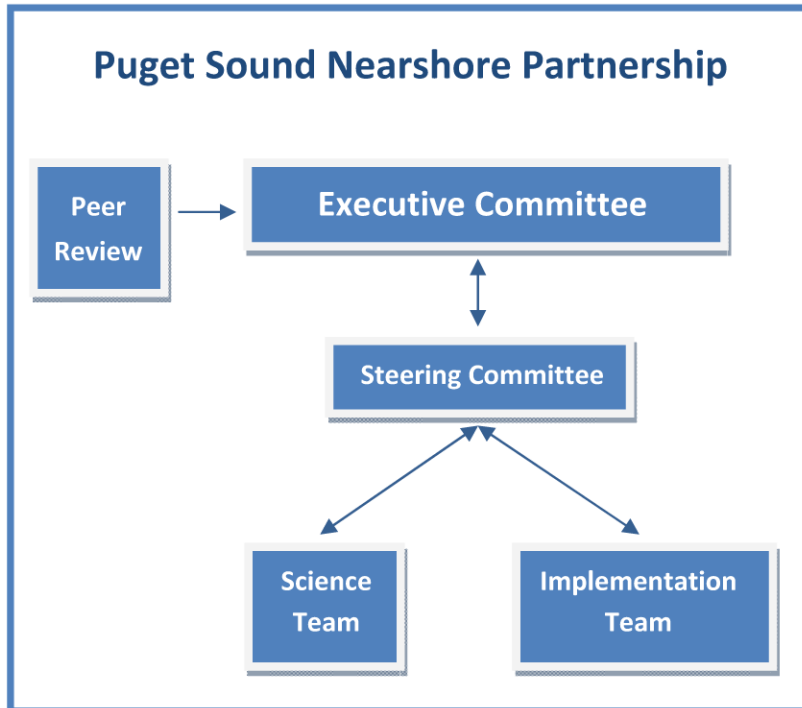 Puget Sound Nearshore Partnership
Peer
Review
Executive Committee
Steering Committee
Science
Team
Implementation
Team